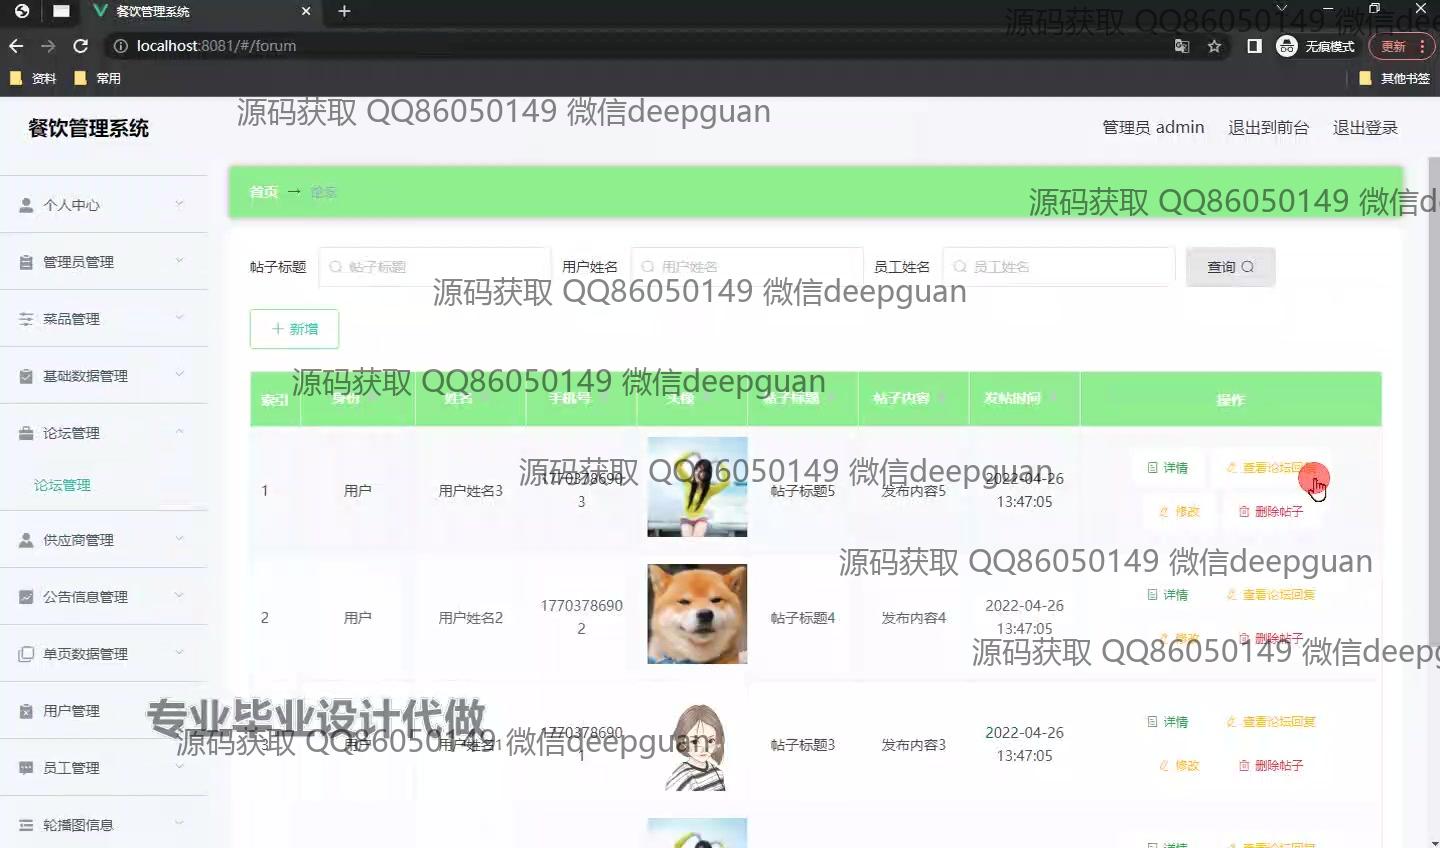 餐饮管理系统
localhost:8081/#/forum
无痕模式
更新
资料
常用
其他书签
源码获取 QQ86050149 微信dee
源码获取 QQ86050149 微信deepguan
餐饮管理系统
管理员 admin
退出到前台
退出登录
首页 → 论坛
源码获取 QQ86050149 微信d
个人中心
管理员管理
菜品管理
基础数据管理
论坛管理
论坛管理
供应商管理
公告信息管理
单页数据管理
用户管理
员工管理
轮播图信息
帖子标题 帖子标题 用户姓名 用户姓名 员工姓名 员工姓名 查询
源码获取 QQ86050149 微信deepguan
新增
源码获取 QQ86050149 微信deepguan
索引 身份 姓名 手机号 头像 帖子标题 帖子内容 发帖时间 操作
源码获取 QQ86050149 微信deepguan
1 用户 用户姓名3 17703786903 帖子标题5 发布内容5 2022-04-26 13:47:05 详情 查看论坛回复
修改 删除帖子
源码获取 QQ86050149 微信deepguan
2 用户 用户姓名2 17703786902 帖子标题4 发布内容4 2022-04-26 13:47:05 详情 查看论坛回复
修改 删除帖子
源码获取 QQ86050149 微信deepg
专业毕业设计代做
源码获取 QQ86050149 微信deepguan
3 用户 用户姓名1 17703786901 帖子标题3 发布内容3 2022-04-26 13:47:05 详情 查看论坛回复
修改 删除帖子
详情 查看论坛回复